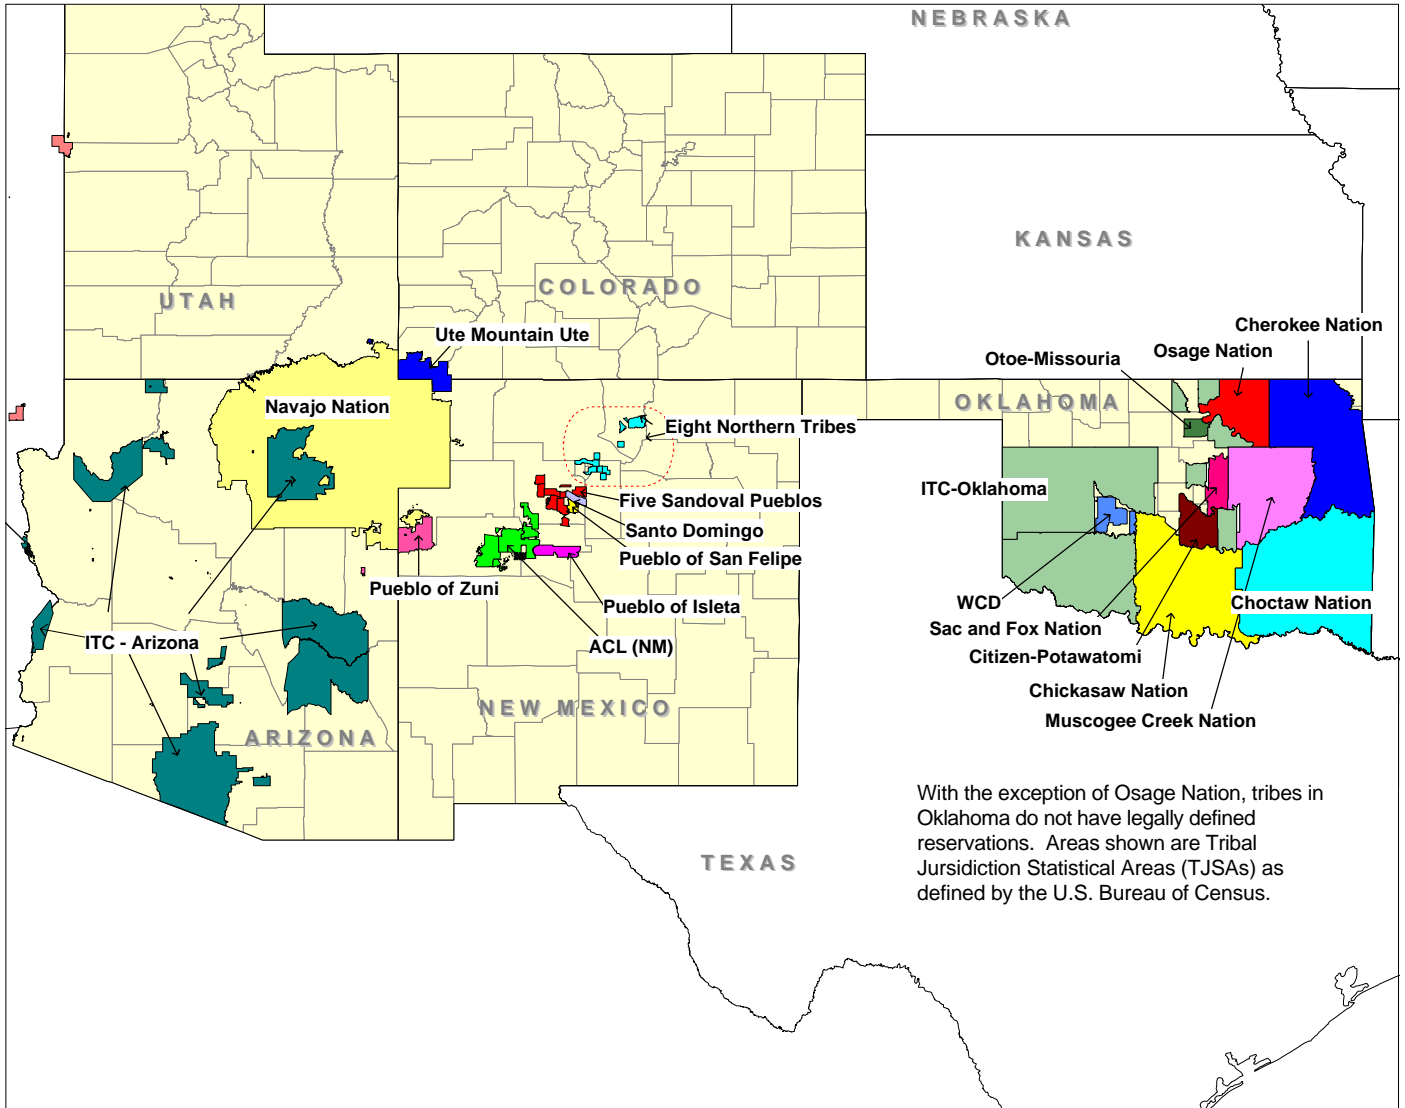 NEBRASKA
KANSAS
COLORADO
UTAH
Ute Mountain Ute
Cherokee Nation
Osage Nation
Otoe-Missouria
OKLAHOMA
Navajo Nation
Eight Northern Tribes
ITC-Oklahoma
Five Sandoval Pueblos
Santo Domingo
Pueblo of San Felipe
Pueblo of Zuni
Pueblo of Isleta
WCD
Choctaw Nation
Sac and Fox Nation
ITC - Arizona
ACL (NM)
Citizen-Potawatomi
Chickasaw Nation
NEW MEXICO
Muscogee Creek Nation
ARIZONA
With the exception of Osage Nation, tribes in
Oklahoma do not have legally defined
reservations. Areas shown are Tribal
Jursidiction Statistical Areas (TJSAs) as
defined by the U.S. Bureau of Census.
TEXAS